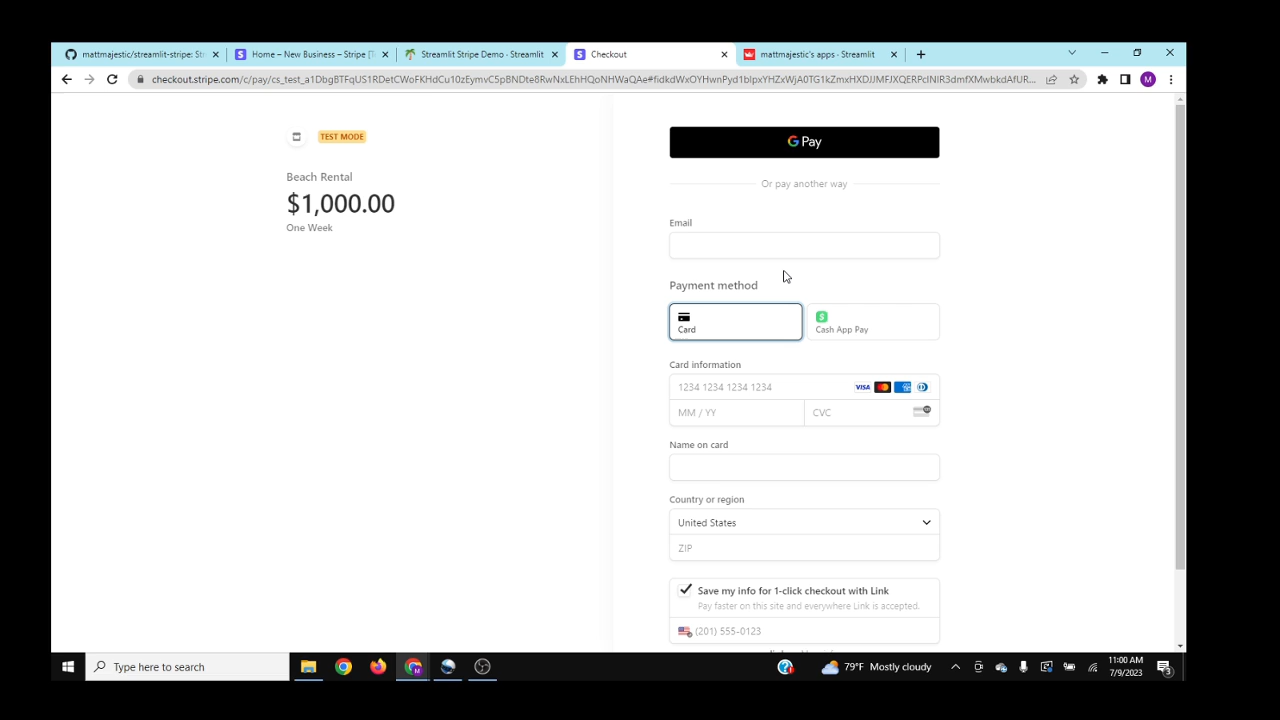 mattmajestic/streamlit-stripe: St
Home – New Business – Stripe [T
Streamlit Stripe Demo - Streamlit
Checkout
mattmajestic's apps - Streamlit
TEST MODE
Beach Rental
$1,000.00
One Week
G Pay
Or pay another way
Email
Payment method
Card
Cash App Pay
Card information
1234 1234 1234 1234
VISA
MM / YY
CVC
Name on card
Country or region
United States
ZIP
Save my info for 1-click checkout with Link
Pay faster on this site and everywhere Link is accepted.
(201) 555-0123
Type here to search
79°F Mostly cloudy
11:00 AM
7/9/2023
3
M